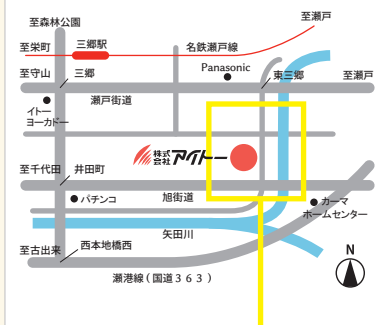 至森林公園
至瀬戸
至栄町
三郷駅
名鉄瀬戸線
Panasonic
至守山
三郷
東三郷
至瀬戸
イトー
ヨーカドー
瀬戸街道
株式
会社
アイトー
至千代田
井田町
パチンコ
旭街道
カーマ
ホームセンター
矢田川
至古出来
西本地橋西
瀬港線(国道363)
N